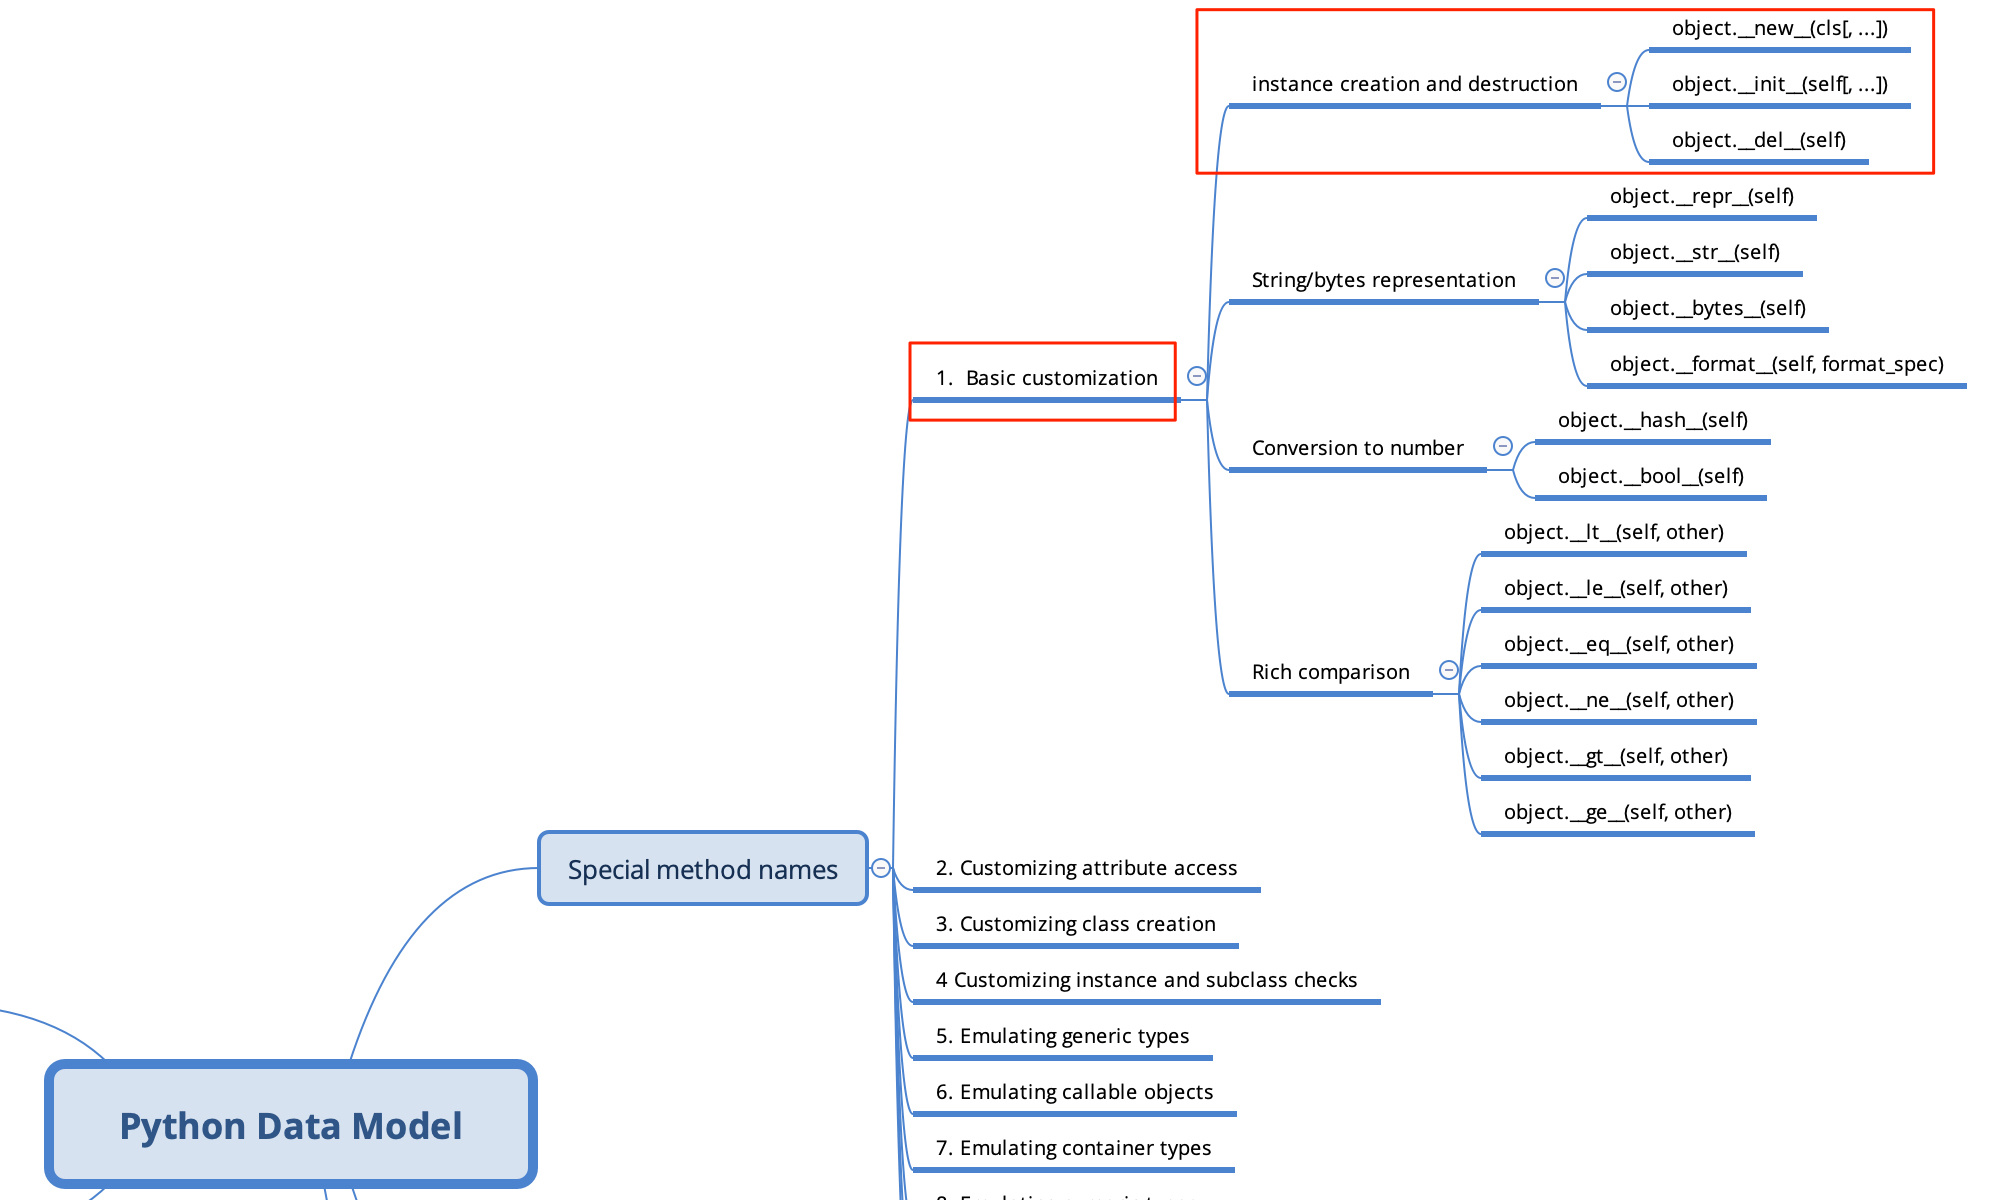 object.__new__(cls[, ...])
instance creation and destruction
object.__init__(self[, ...])
object.__del__(self)
object.__repr__(self)
object.__str__(self)
String/bytes representation
object.__bytes__(self)
object.__format__(self, format_spec)
1. Basic customization
object.__hash__(self)
Conversion to number
object.__bool__(self)
object.__lt__(self, other)
object.__le__(self, other)
object.__eq__(self, other)
Rich comparison
object.__ne__(self, other)
object.__gt__(self, other)
object.__ge__(self, other)
Special method names
2. Customizing attribute access
3. Customizing class creation
4 Customizing instance and subclass checks
5. Emulating generic types
6. Emulating callable objects
Python Data Model
7. Emulating container types